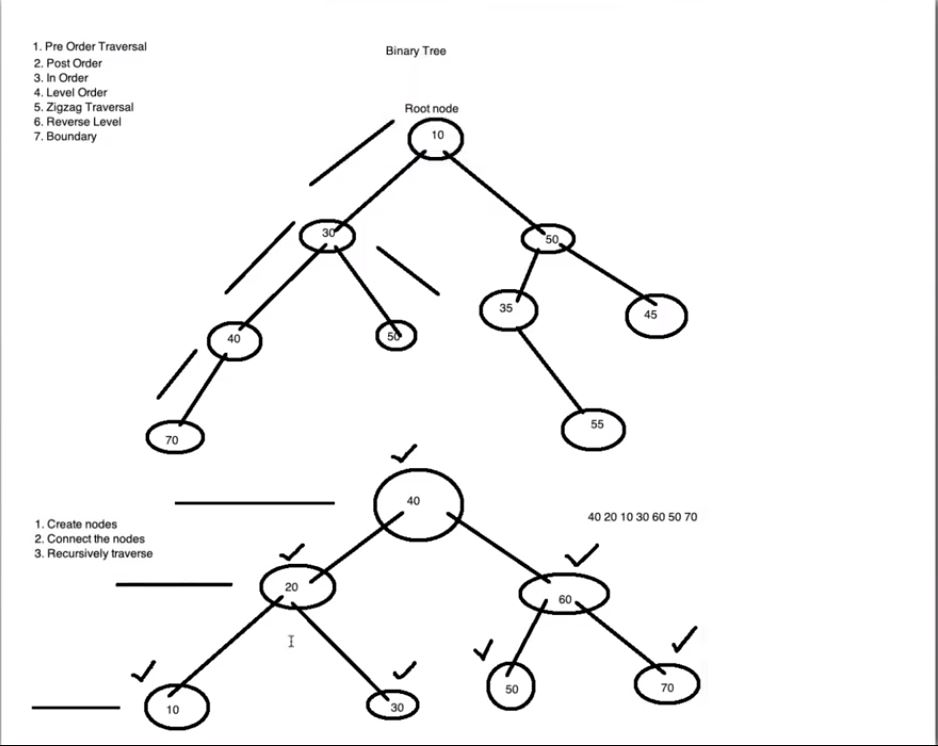 1. Pre Order Traversal
2. Post Order
3. In Order
4. Level Order
5. Zigzag Traversal
6. Reverse Level
7. Boundary
Binary Tree
Root node
10
30
50
40
50
35
45
70
55
1. Create nodes
2. Connect the nodes
3. Recursively traverse
40
40 20 10 30 60 50 70
20
60
10
30
50
70